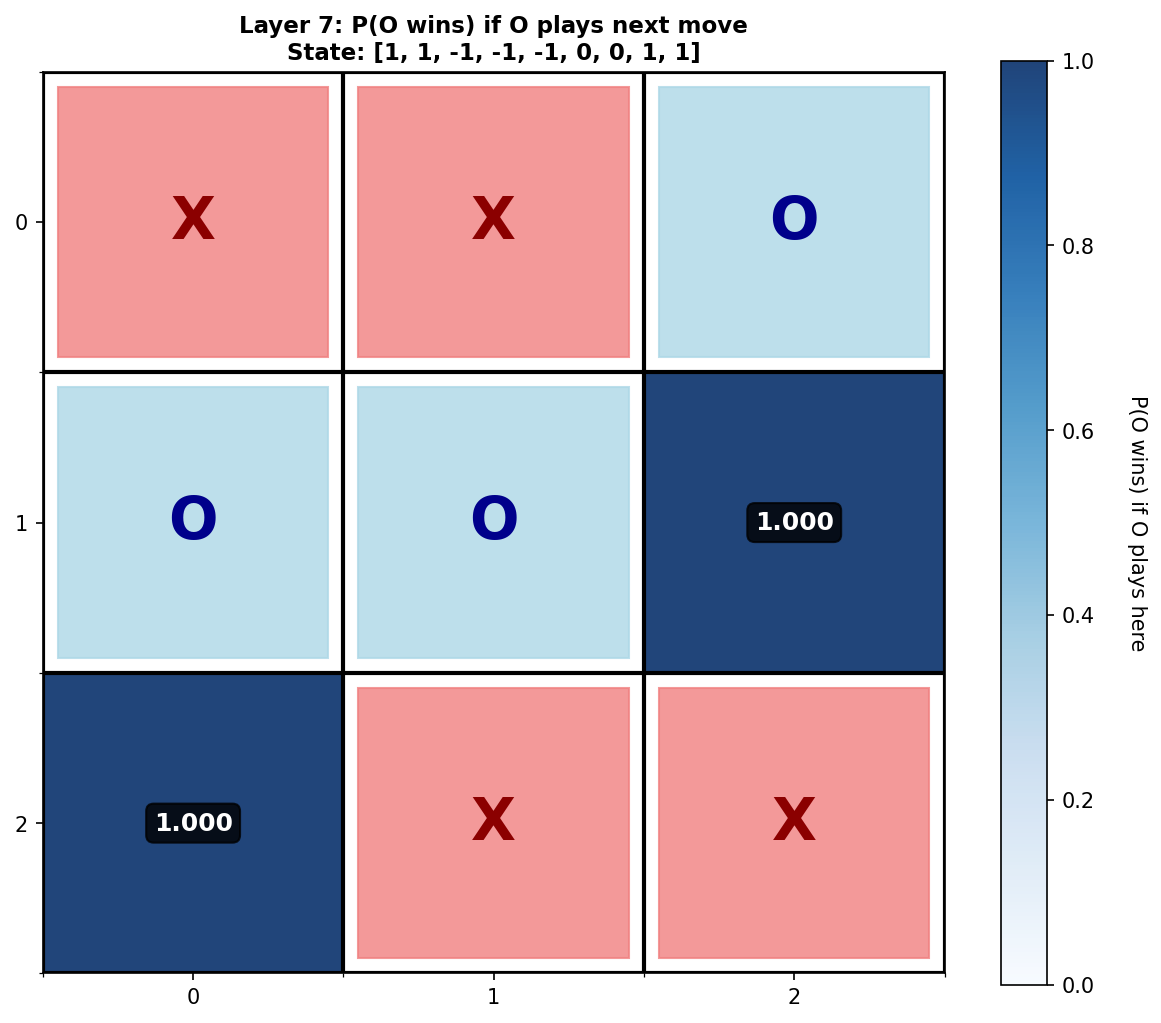 Layer 7: P(O wins) if O plays next move
State: [1, 1, -1, -1, -1, 0, 0, 1, 1]
0
X
X
O
1
O
O
1.000
2
1.000
X
X
0
1
2
1.0
0.8
0.6
0.4
0.2
0.0
P(O wins) if O plays here